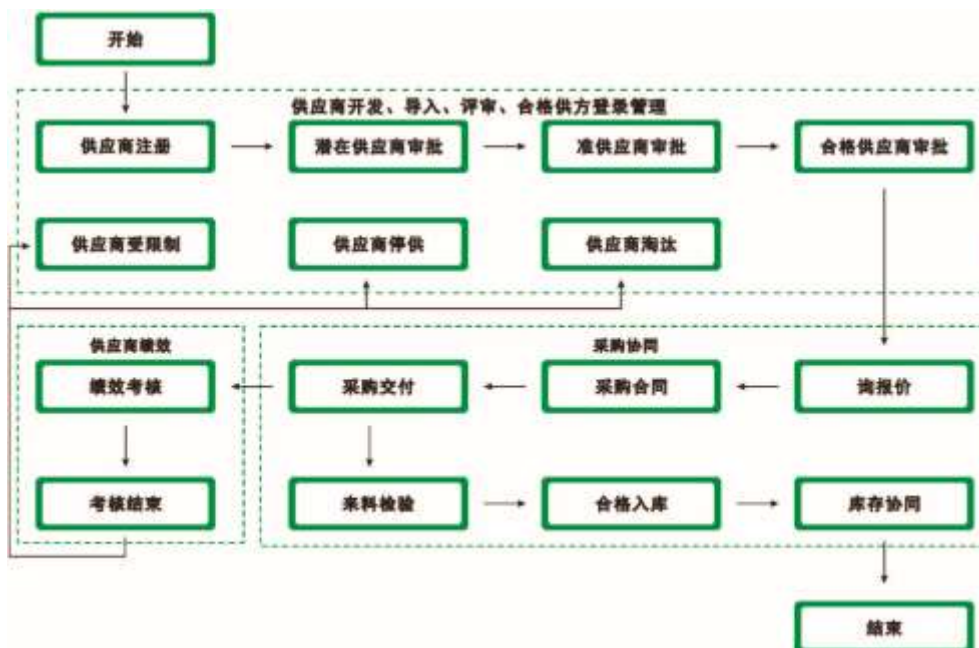 开始
供应商开发、导入、评审、合格供方登录管理
供应商注册
潜在供应商审批
准供应商审批
合格供应商审批
供应商受限制
供应商停供
供应商淘汰
供应商绩效
采购协同
绩效考核
采购交付
采购合同
询报价
考核结束
来料检验
合格入库
库存协同
结束